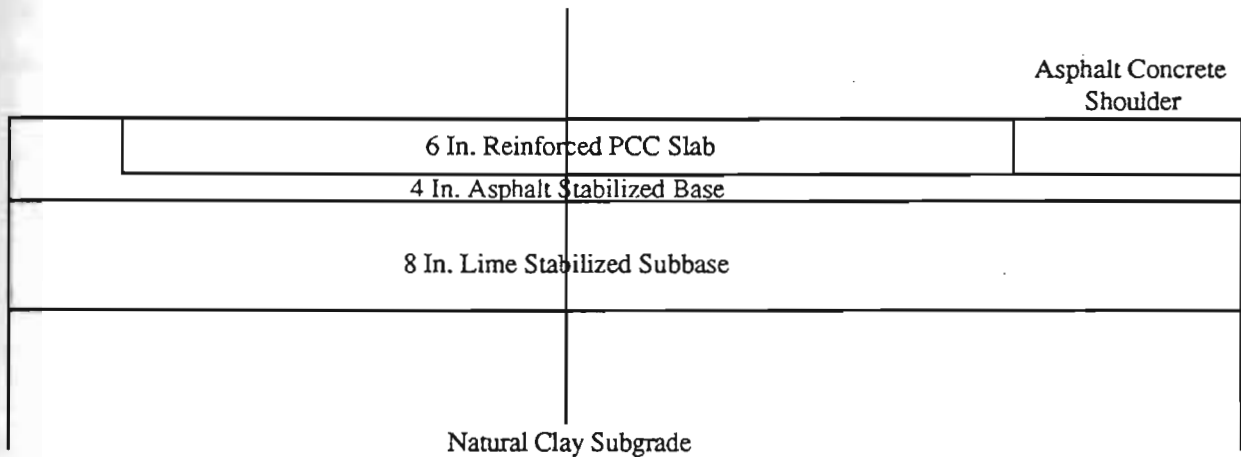 Asphalt Concrete
Shoulder
6 In. Reinforced PCC Slab
4 In. Asphalt Stabilized Base
8 In. Lime Stabilized Subbase
Natural Clay Subgrade